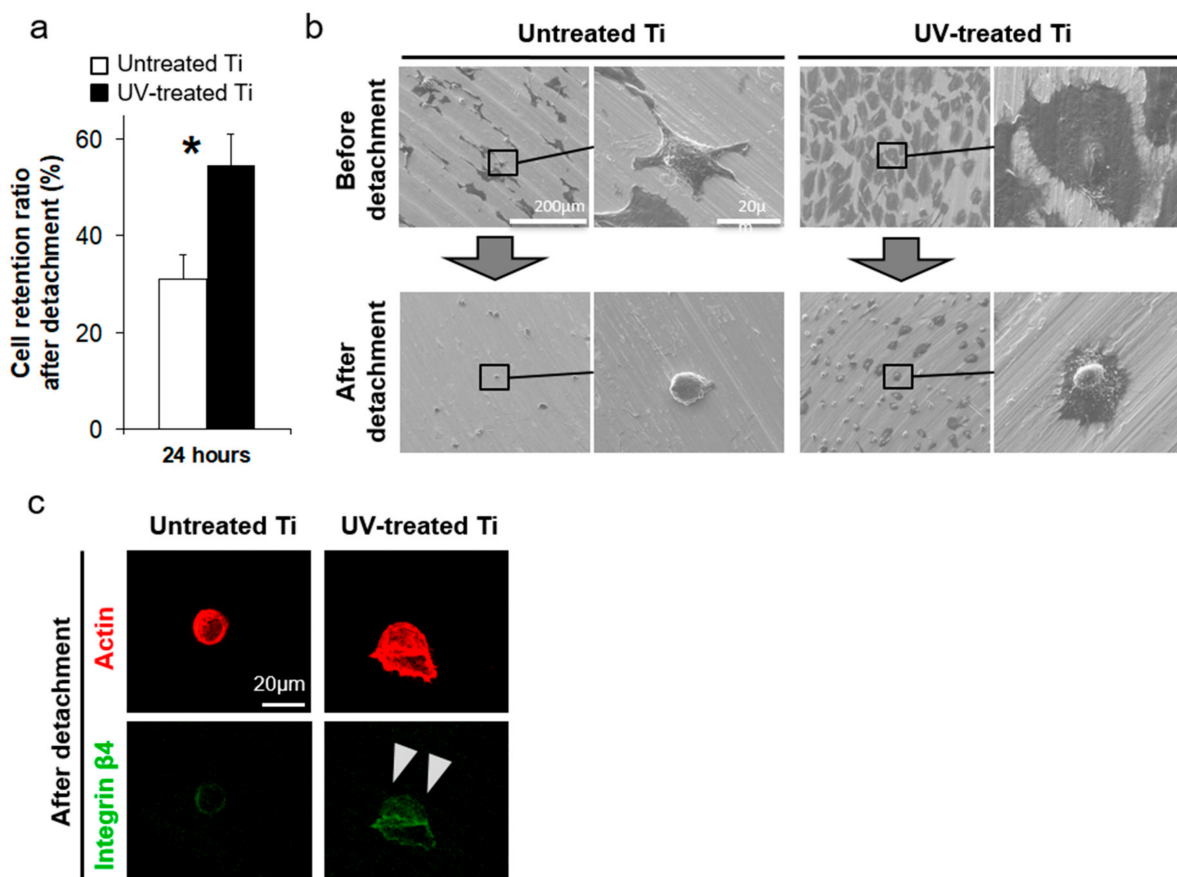 a
Untreated Ti
UV-treated Ti
Cell retention ratio
after detachment (%)
60
40
20
0
*
24 hours
b
Untreated Ti
UV-treated Ti
Before
detachment
200μm
20μ
m
After
detachment
c
Untreated Ti
UV-treated Ti
After detachment
Actin
20μm
Integrin β4